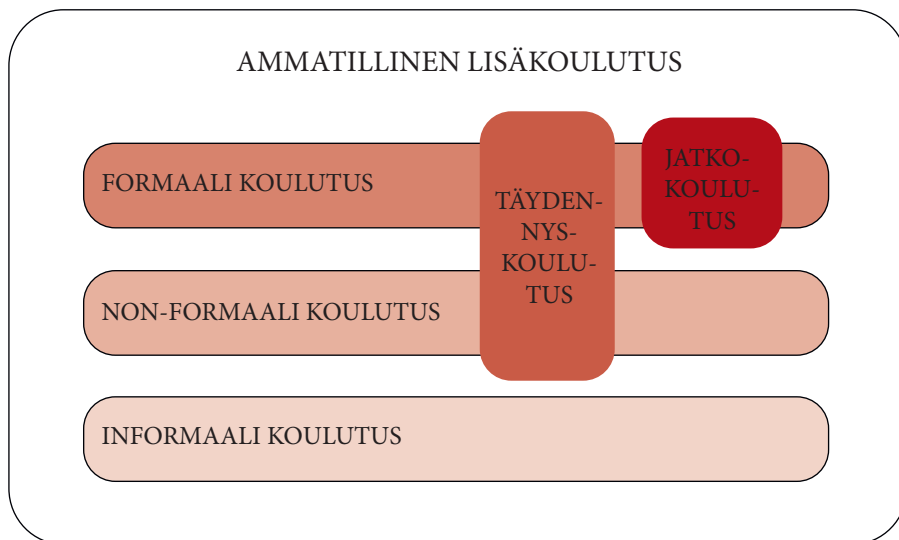 AMMATILLINEN LISÄKOULUTUS
FORMAALI KOULUTUS
TÄYDEN-
NYS-
KOULU-
TUS
JATKO-
KOULU-
TUS
NON-FORMAALI KOULUTUS
INFORMAALI KOULUTUS